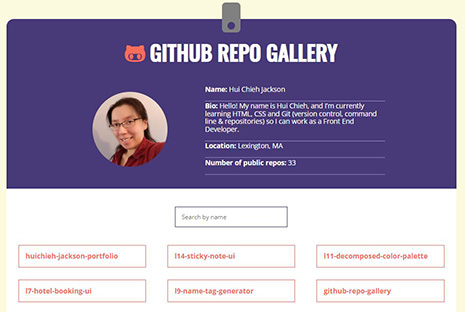 GITHUB REPO GALLERY
Name: Hui Chieh Jackson
Bio: Hello! My name is Hui Chieh, and I'm currently
learning HTML, CSS and Git (version control, command
line & repositories) so I can work as a Front End
Developer.
Location: Lexington, MA
Number of public repos: 33
Search by name
huichieh-jackson-portfolio
l14-sticky-note-ui
l11-decomposed-color-palette
l7-hotel-booking-ui
l9-name-tag-generator
github-repo-gallery